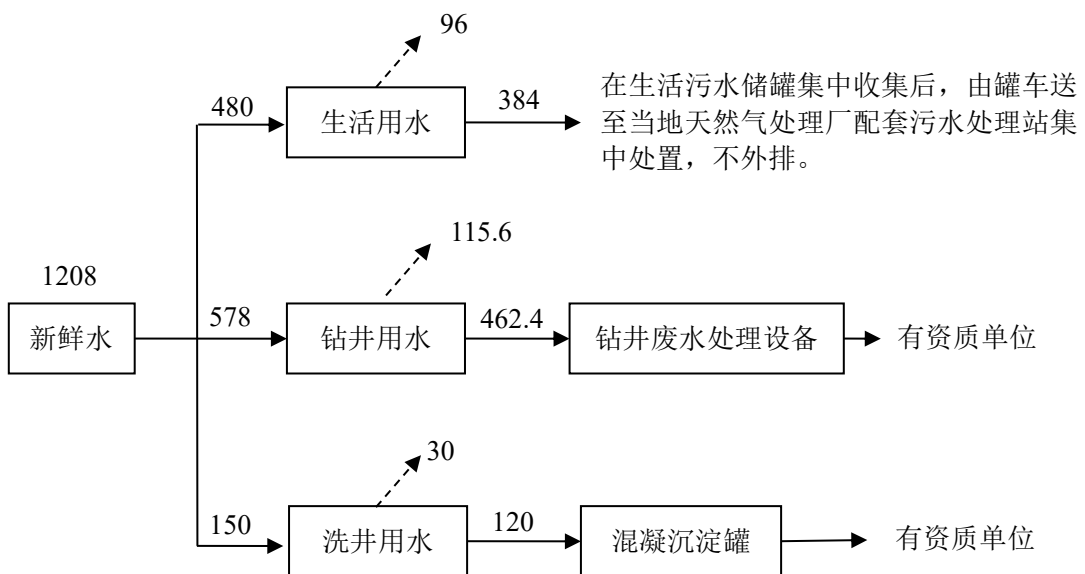 96
480
生活用水
384
在生活污水储罐集中收集后，由罐车送
至当地天然气处理厂配套污水处理站集
中处置，不外排。
1208
新鲜水
115.6
578
钻井用水
462.4
钻井废水处理设备
有资质单位
30
150
洗井用水
120
混凝沉淀罐
有资质单位